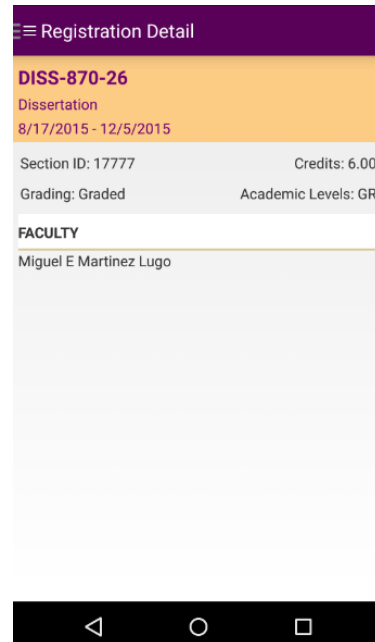 Registration Detail
DISS-870-26
Dissertation
8/17/2015 - 12/5/2015
Section ID: 17777 Credits: 6.00
Grading: Graded Academic Levels: GR
FACULTY
Miguel E Martinez Lugo